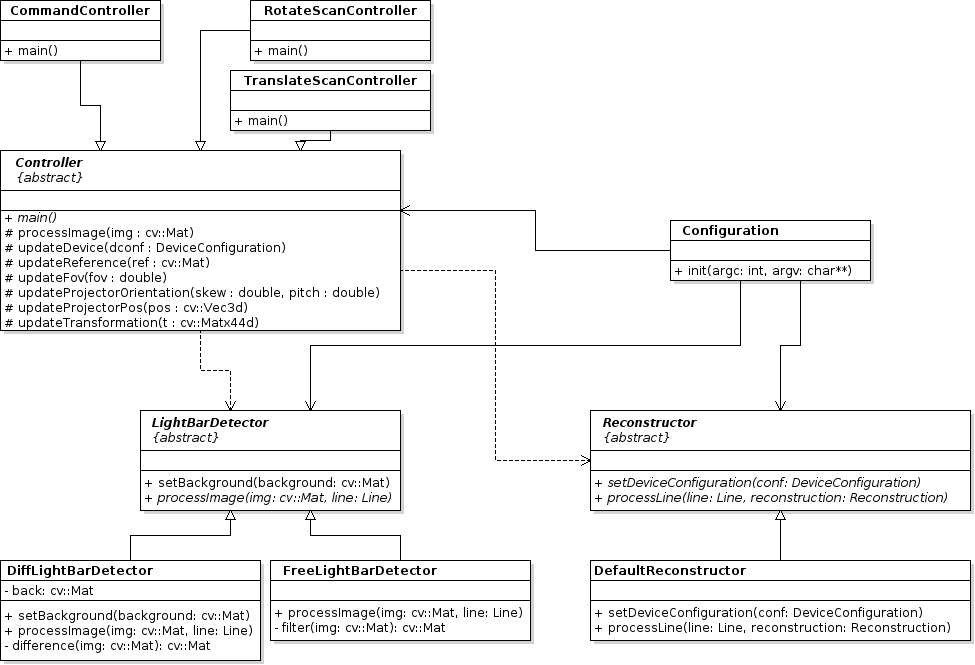 CommandController
+ main()
RotateScanController
+ main()
TranslateScanController
+ main()
Controller
{abstract}
+ main()
# processImage(img : cv::Mat)
# updateDevice(dconf : DeviceConfiguration)
# updateReference(ref : cv::Mat)
# updateFov(fov : double)
# updateProjectorOrientation(skew : double, pitch : double)
# updateProjectorPos(pos : cv::Vec3d)
# updateTransformation(t : cv::Matx44d)
Configuration
+ init(argc: int, argv: char**)
LightBarDetector
{abstract}
+ setBackground(background: cv::Mat)
+ processImage(img: cv::Mat, line: Line)
Reconstructor
{abstract}
+ setDeviceConfiguration(conf: DeviceConfiguration)
+ processLine(line: Line, reconstruction: Reconstruction)
DiffLightBarDetector
- back: cv::Mat
+ setBackground(background: cv::Mat)
+ processImage(img: cv::Mat, line: Line)
- difference(img: cv::Mat): cv::Mat
FreeLightBarDetector
+ processImage(img: cv::Mat, line: Line)
- filter(img: cv::Mat): cv::Mat
DefaultReconstructor
+ setDeviceConfiguration(conf: DeviceConfiguration)
+ processLine(line: Line, reconstruction: Reconstruction)